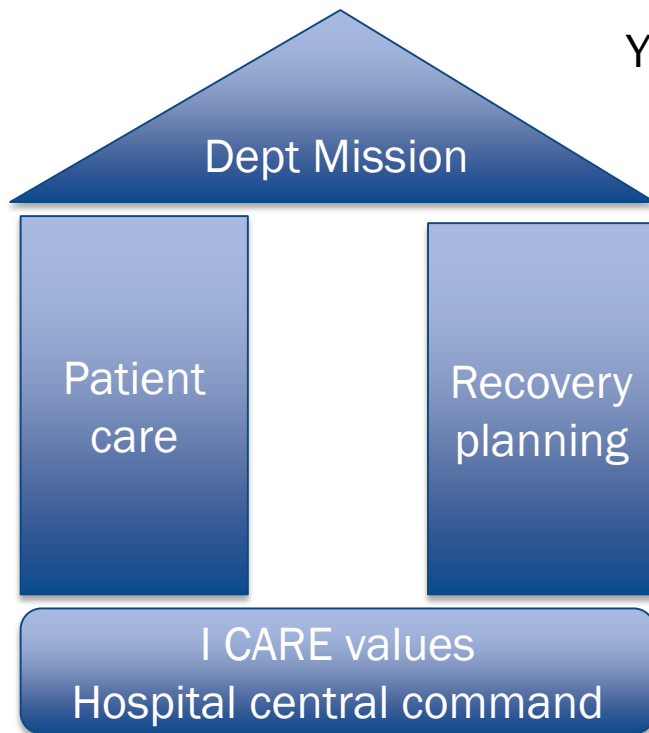 Y
Dept Mission
Patient
care
Recovery
planning
I CARE values
Hospital central command